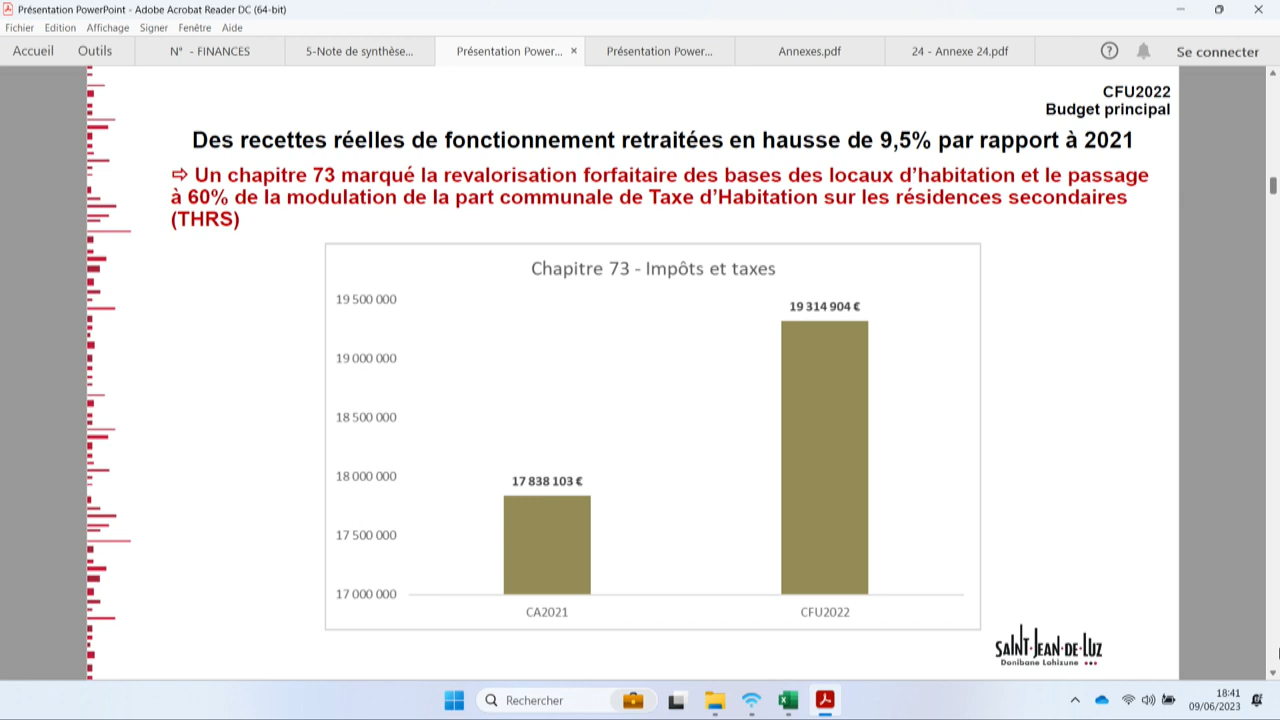 Présentation PowerPoint - Adobe Acrobat Reader DC (64-bit)
Fichier Edition Affichage Signer Fenêtre Aide
Accueil Outils N° - FINANCES 5-Note de synthèse... Présentation Power... × Présentation Power... Annexes.pdf 24 - Annexe 24.pdf ? Se connecter
CFU2022
Budget principal
Des recettes réelles de fonctionnement retraitées en hausse de 9,5% par rapport à 2021
⇨ Un chapitre 73 marqué la revalorisation forfaitaire des bases des locaux d’habitation et le passage
à 60% de la modulation de la part communale de Taxe d’Habitation sur les résidences secondaires
(THRS)
Chapitre 73 - Impôts et taxes
19 500 000
19 314 904 €
19 000 000
18 500 000
18 000 000
17 838 103 €
17 500 000
17 000 000
CA2021 CFU2022
SAINT·JEAN·DE·LUZ
Donibane Lohizune
Rechercher
18:41
09/06/2023